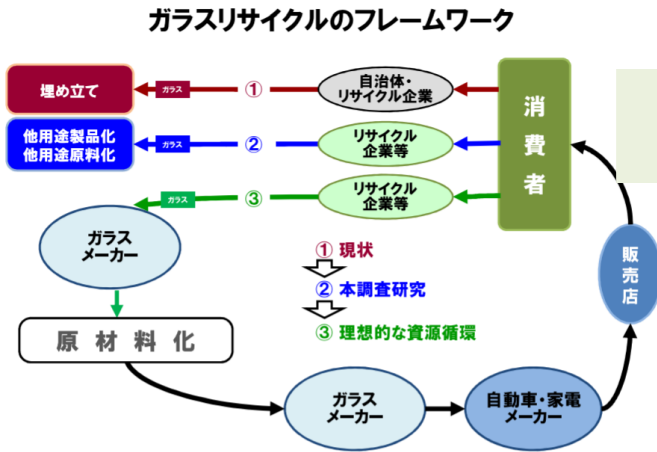 ガラスリサイクルのフレームワーク
埋め立て
ガラス
①
自治体・
リサイクル企業
消費者
他用途製品化
他用途原料化
ガラス
②
リサイクル
企業等
ガラス
③
リサイクル
企業等
ガラス
メーカー
① 現状
② 本調査研究
③ 理想的な資源循環
販売店
原材料化
ガラス
メーカー
自動車・家電
メーカー